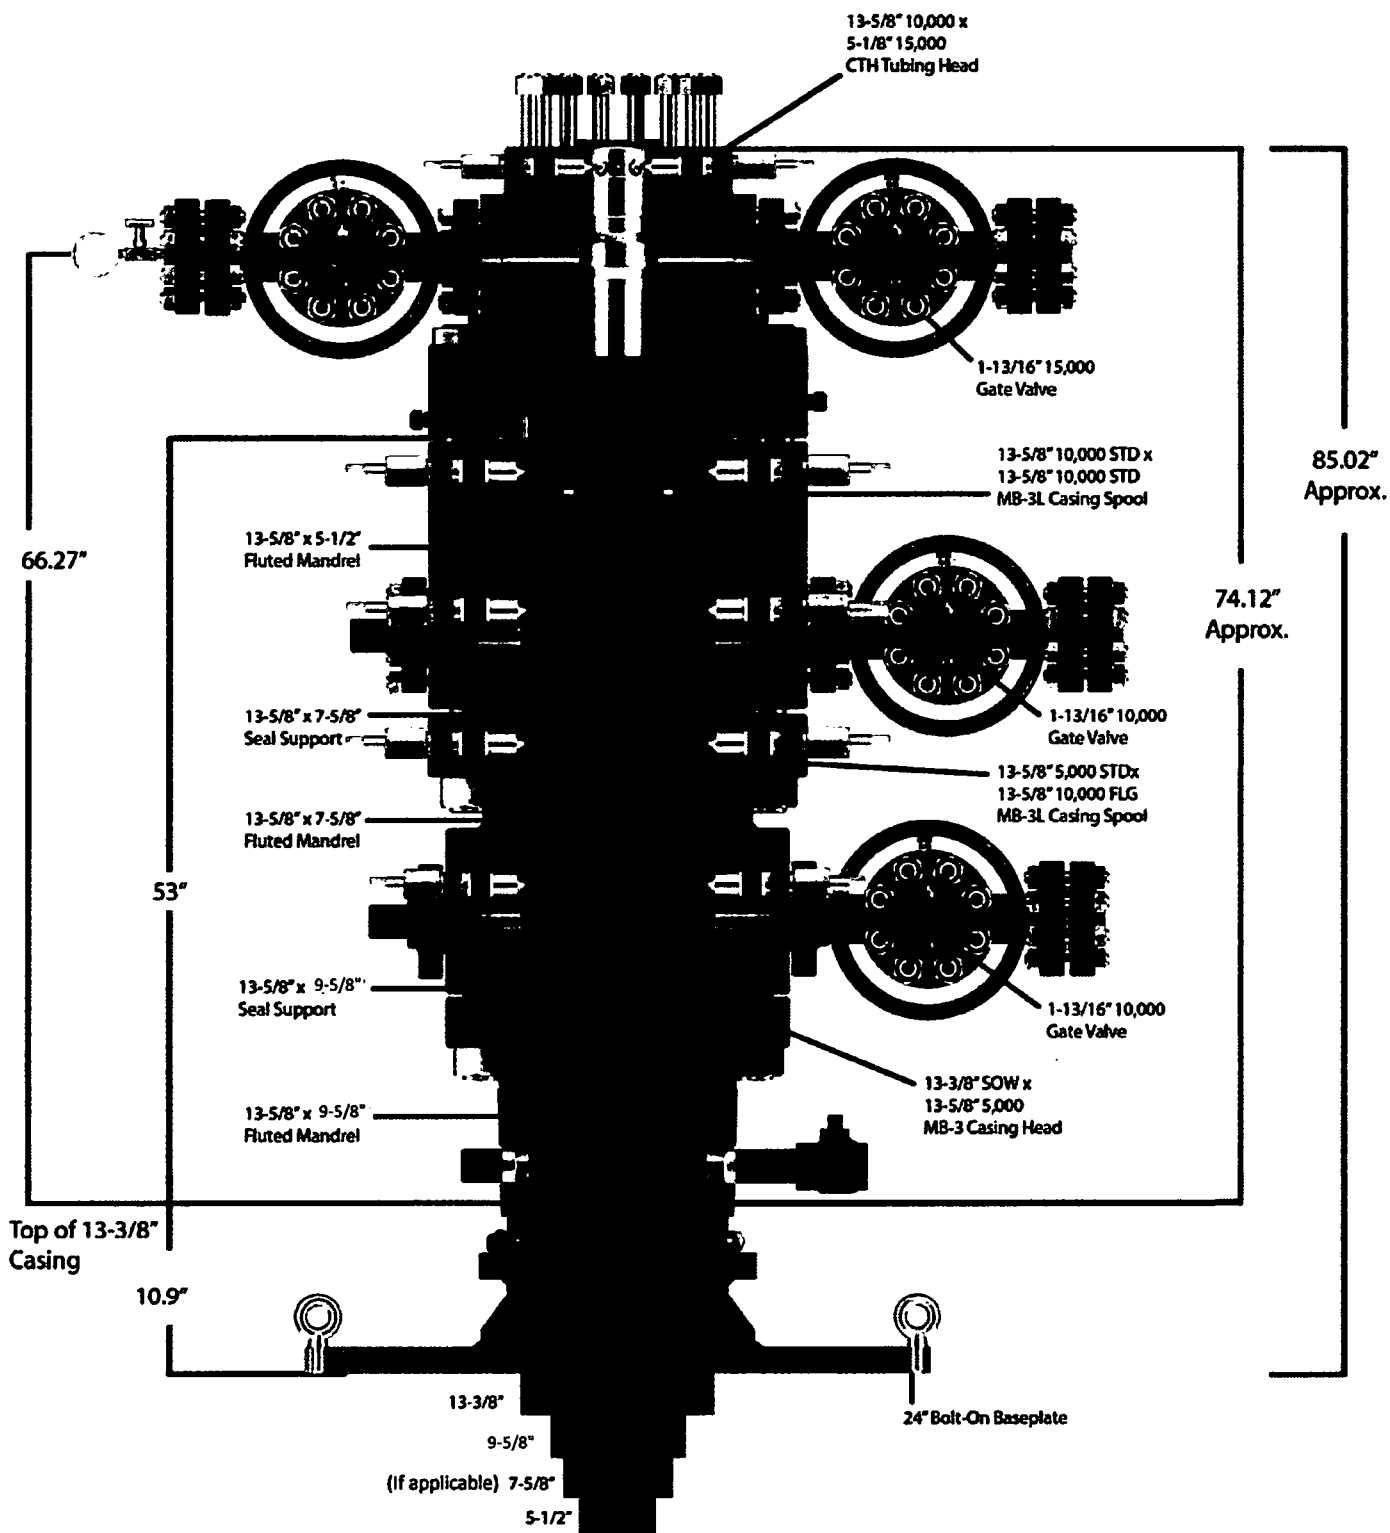 13-5/8" 10,000 x
5-1/8" 15,000
CTH Tubing Head
1-13/16" 15,000
Gate Valve
13-5/8" 10,000 STD x
13-5/8" 10,000 STD
MB-3L Casing Spool
85.02"
Approx.
13-5/8" x 5-1/2"
Fluted Mandrel
66.27"
74.12"
Approx.
13-5/8" x 7-5/8"
Seal Support
1-13/16" 10,000
Gate Valve
13-5/8" 5,000 STDx
13-5/8" 10,000 FLG
MB-3L Casing Spool
13-5/8" x 7-5/8"
Fluted Mandrel
53"
13-5/8" x 9-5/8"
Seal Support
1-13/16" 10,000
Gate Valve
13-3/8" SOW x
13-5/8" 5,000
MB-3 Casing Head
13-5/8" x 9-5/8"
Fluted Mandrel
Top of 13-3/8"
Casing
10.9"
13-3/8"
24" Bolt-On Baseplate
9-5/8"
(If applicable) 7-5/8"
5-1/2"